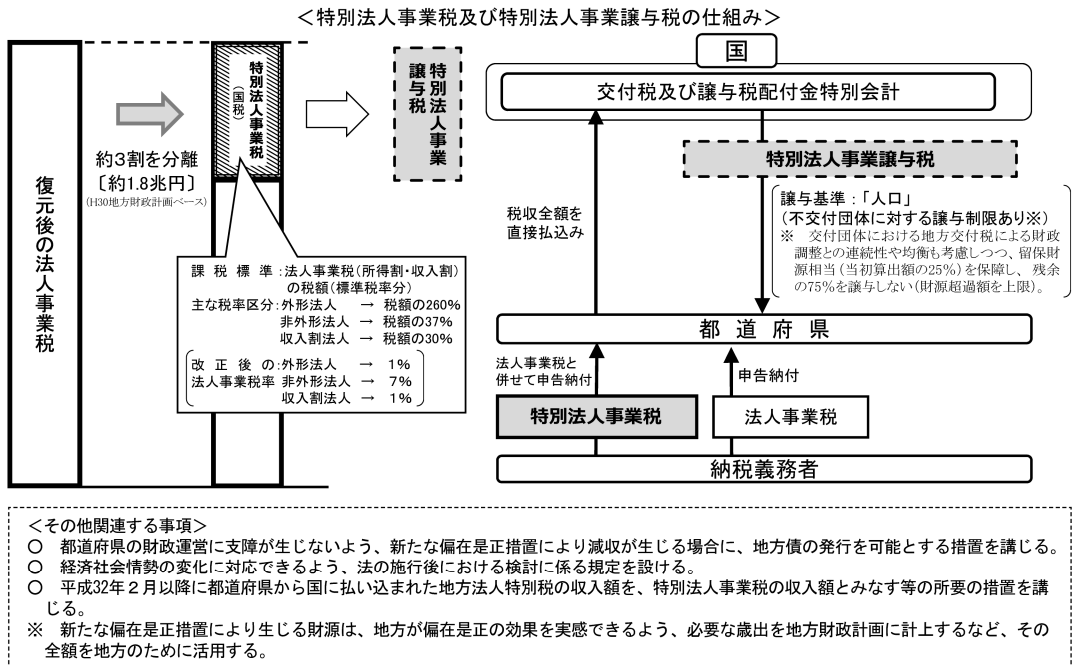 ＜特別法人事業税及び特別法人事業譲与税の仕組み＞
復元後の法人事業税
約３割を分離
〔約1.8兆円〕
(H30地方財政計画ベース)
特別法人事業税
(国税)
特別法人事業
譲与税
課税標準：法人事業税（所得割・収入割）
の税額（標準税率分）
主な税率区分：外形法人 → 税額の260%
非外形法人 → 税額の37%
収入割法人 → 税額の30%
改正後の：外形法人 → 1%
法人事業税率 非外形法人 → 7%
収入割法人 → 1%
国
交付税及び譲与税配付金特別会計
特別法人事業譲与税
税収全額を
直接払込み
譲与基準：「人口」
（不交付団体に対する譲与制限あり※）
※ 交付団体における地方交付税による財政
調整との連続性や均衡も考慮しつつ、留保財
源相当（当初算出額の25%）を保障し、残余
の75%を譲与しない（財源超過額を上限）。
都道府県
法人事業税と
併せて申告納付
申告納付
特別法人事業税
法人事業税
納税義務者
＜その他関連する事項＞
○ 都道府県の財政運営に支障が生じないよう、新たな偏在是正措置により減収が生じる場合に、地方債の発行を可能とする措置を講じる。
○ 経済社会情勢の変化に対応できるよう、法の施行後における検討に係る規定を設ける。
○ 平成32年２月以降に都道府県から国に払い込まれた地方法人特別税の収入額を、特別法人事業税の収入額とみなす等の所要の措置を講
じる。
※ 新たな偏在是正措置により生じる財源は、地方が偏在是正の効果を実感できるよう、必要な歳出を地方財政計画に計上するなど、その
全額を地方のために活用する。